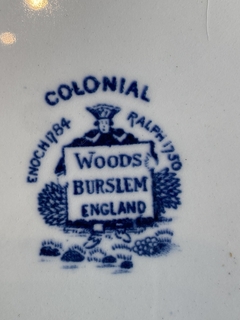 COLONIAL
ENOCH 1784
RALPH 1750
WOODS
BURSLEM
ENGLAND